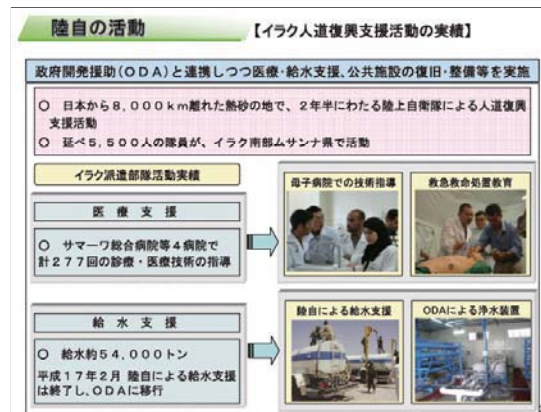 陸自の活動
【イラク人道復興支援活動の実績】
政府開発援助(ODA)と連携しつつ医療・給水支援、公共施設の復旧・整備等を実施
○ 日本から8,000km離れた熱砂の地で、2年半にわたる陸上自衛隊による人道復興
支援活動
○ 延べ5,500人の隊員が、イラク南部ムサンナ県で活動
イラク派遣部隊活動実績
医療支援
○ サマーワ総合病院等4病院で
計277回の診療・医療技術の指導
母子病院での技術指導
救急救命処置教育
給水支援
○ 給水約54,000トン
平成17年2月 陸自による給水支援
は終了し、ODAに移行
陸自による給水支援
ODAによる浄水装置